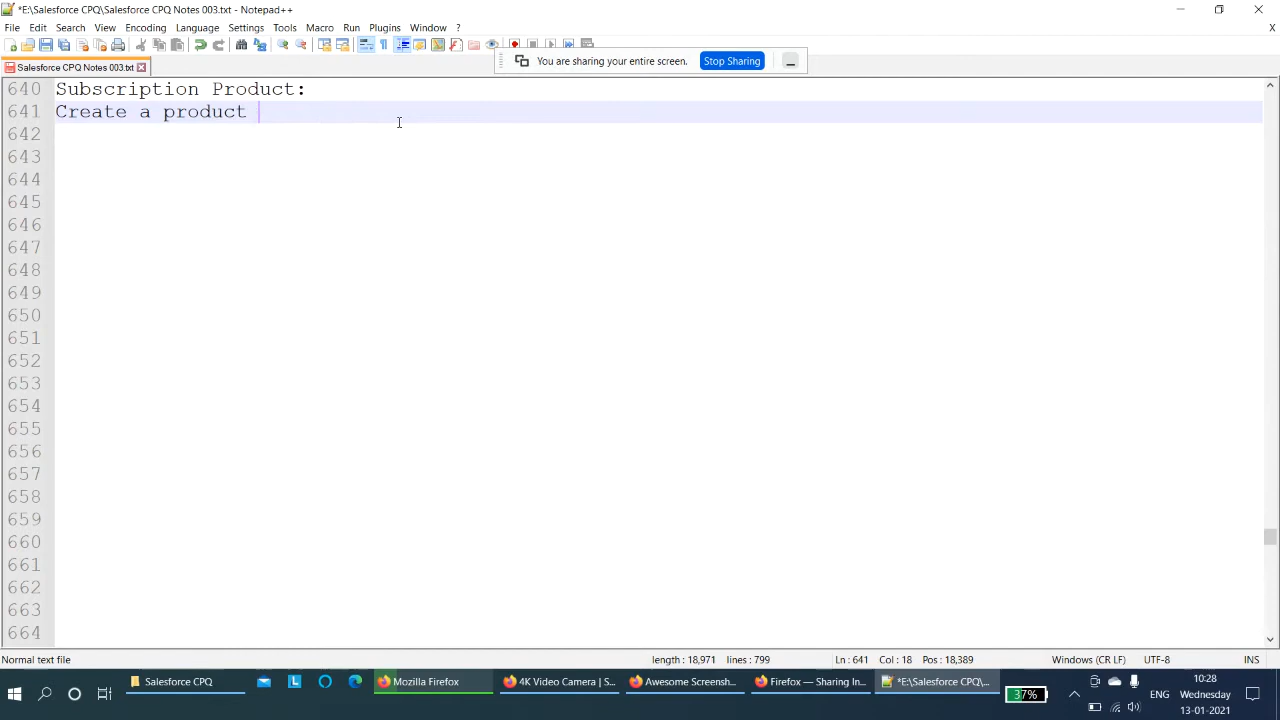 *E:\Salesforce CPQ\Salesforce CPQ Notes 003.txt - Notepad++
File Edit Search View Encoding Language Settings Tools Macro Run Plugins Window ? X
You are sharing your entire screen. Stop Sharing
Salesforce CPQ Notes 003.txt
640 Subscription Product:
641 Create a product
642
643
644
645
646
647
648
649
650
651
652
653
654
655
656
657
658
659
660
661
662
663
664
Normal text file length : 18,971 lines : 799 Ln : 641 Col : 18 Pos : 18,389 Windows (CR LF) UTF-8 INS
Salesforce CPQ Mozilla Firefox 4K Video Camera | S... Awesome Screensh... Firefox — Sharing In... *E:\Salesforce CPQ\...
37%
ENG
10:28
Wednesday
13-01-2021